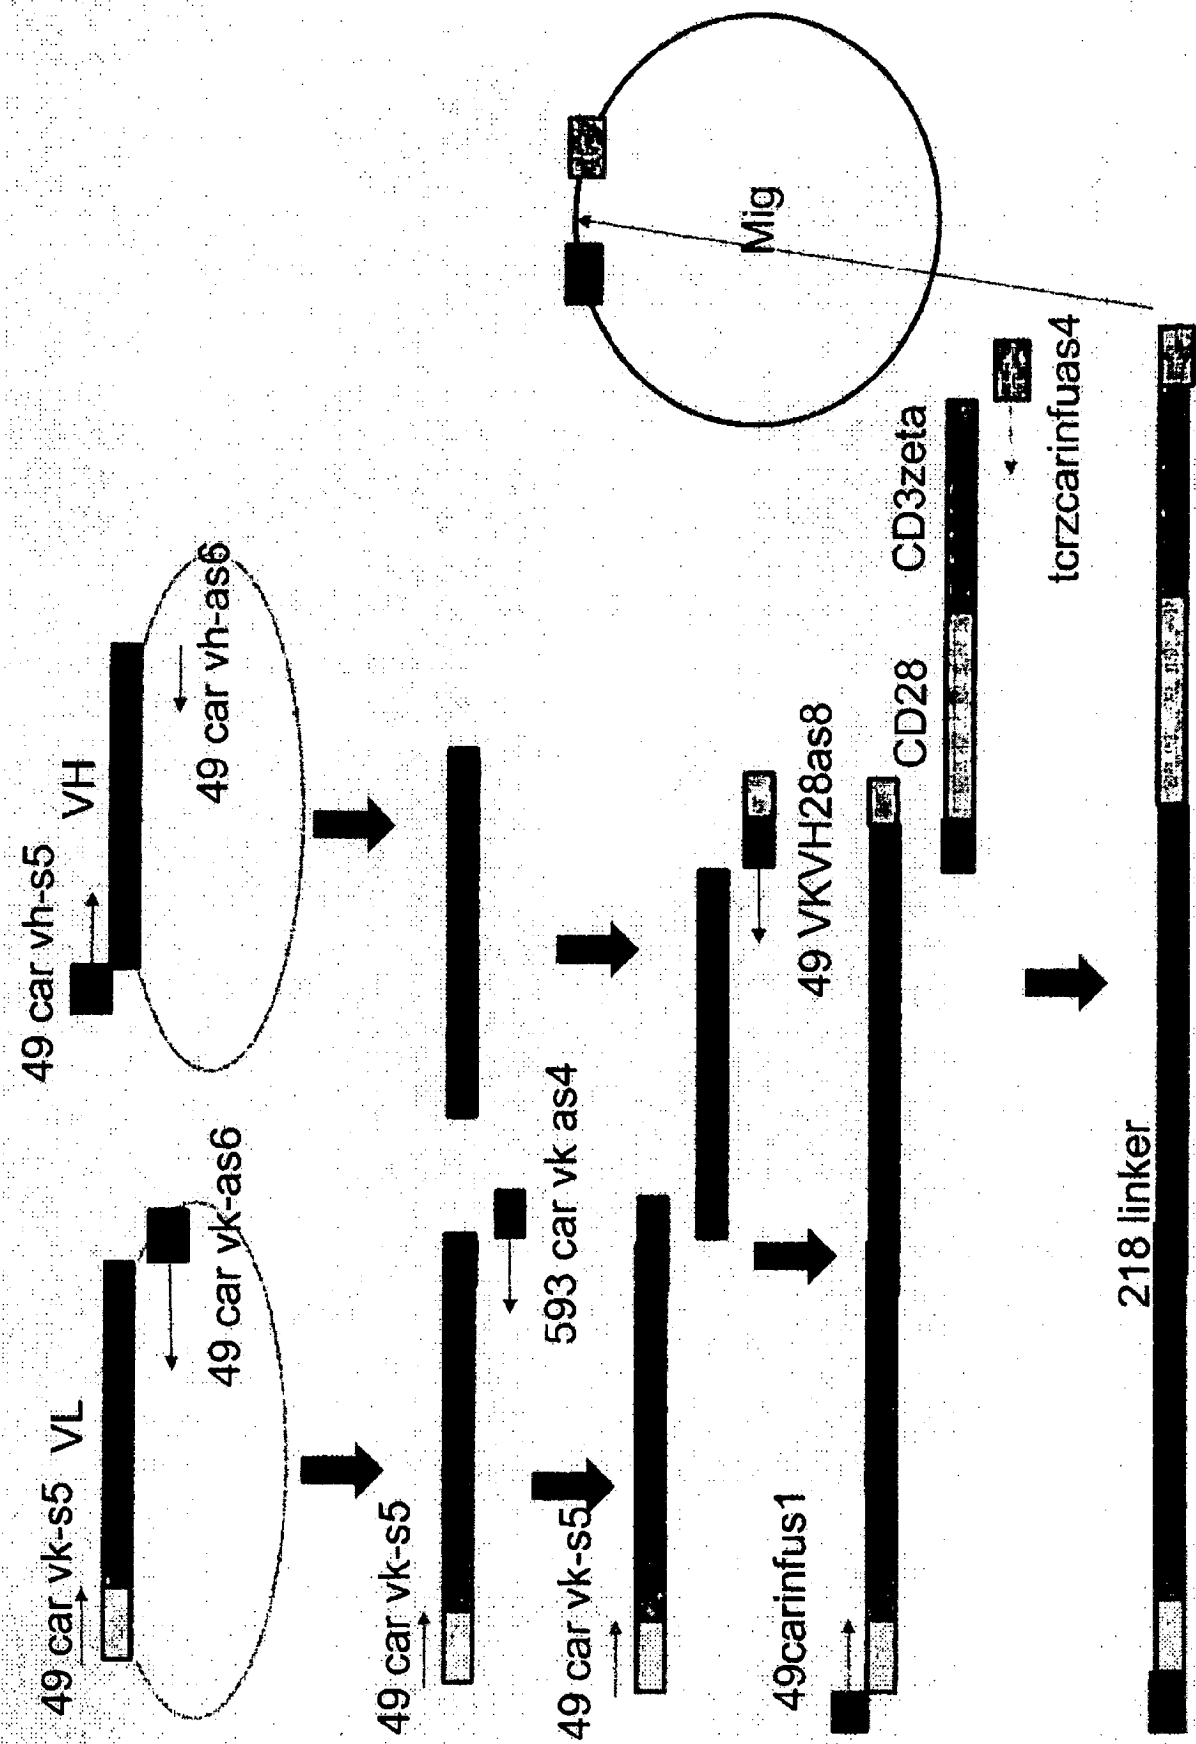 49 car vk-s5
VL
49 car vk-as6
49 car vh-s5
VH
49 car vh-as6
49 car vk-s5
593 car vk as4
49 car vk-s5
49 VKVH28as8
49carinfus1
CD28
CD3zeta
tcrzcarinfuas4
Mig
218 linker